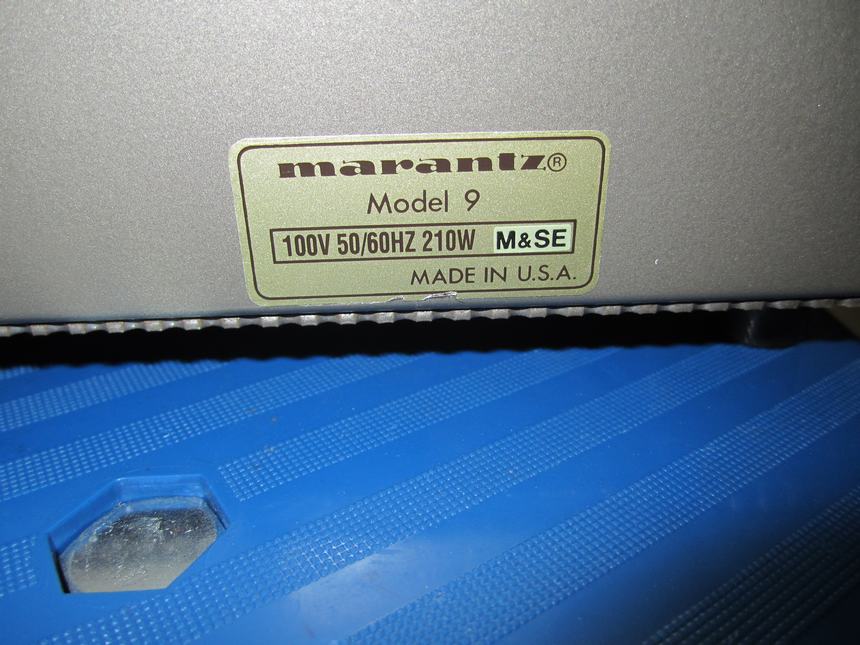 marantz®
Model 9
100V 50/60HZ 210W M&SE
MADE IN U.S.A.